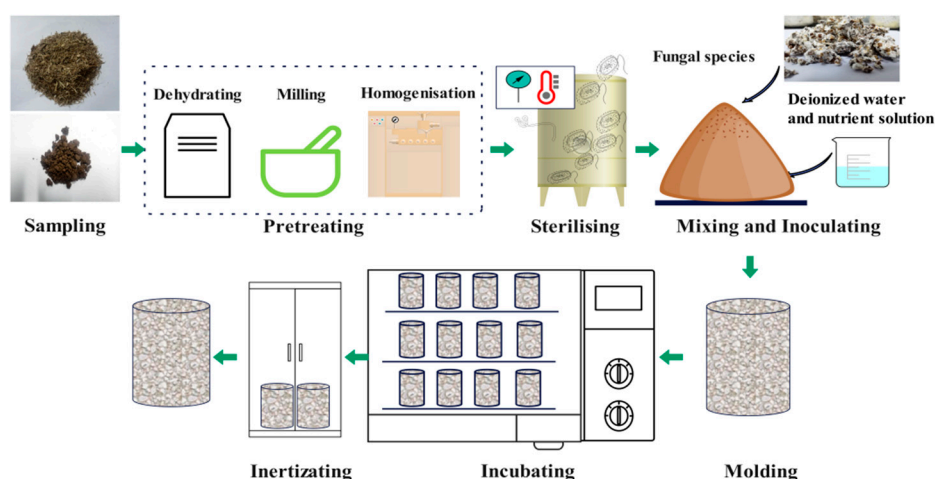 Fungal species
Dehydrating
Milling
Homogenisation
Deionized water
and nutrient solution
Sampling
Pretreating
Sterilising
Mixing and Inoculating
Inertizating
Incubating
Molding